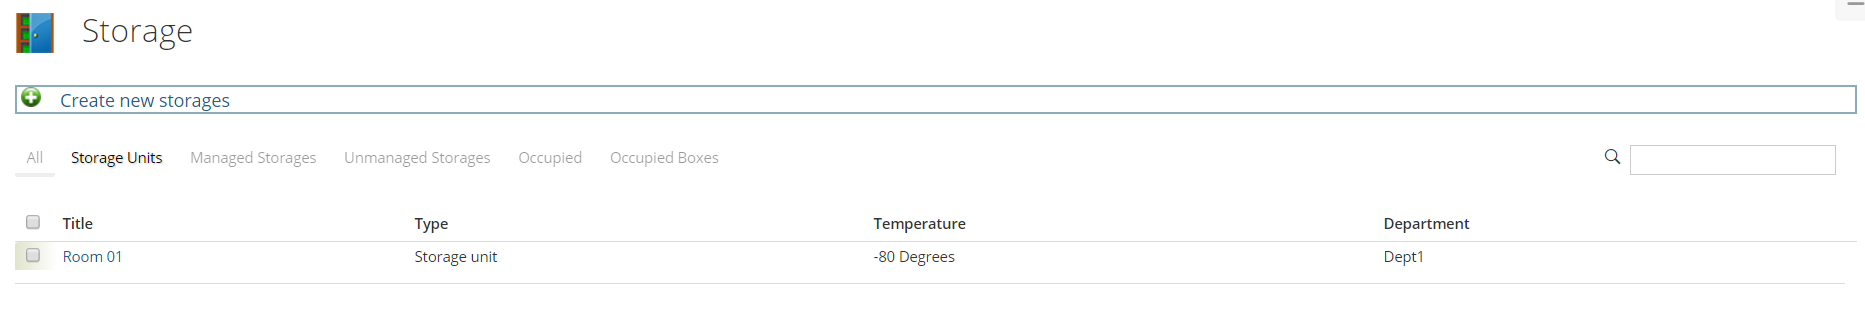 Storage
Create new storages
All Storage Units Managed Storages Unmanaged Storages Occupied Occupied Boxes
Title Type Temperature Department
Room 01 Storage unit -80 Degrees Dept1